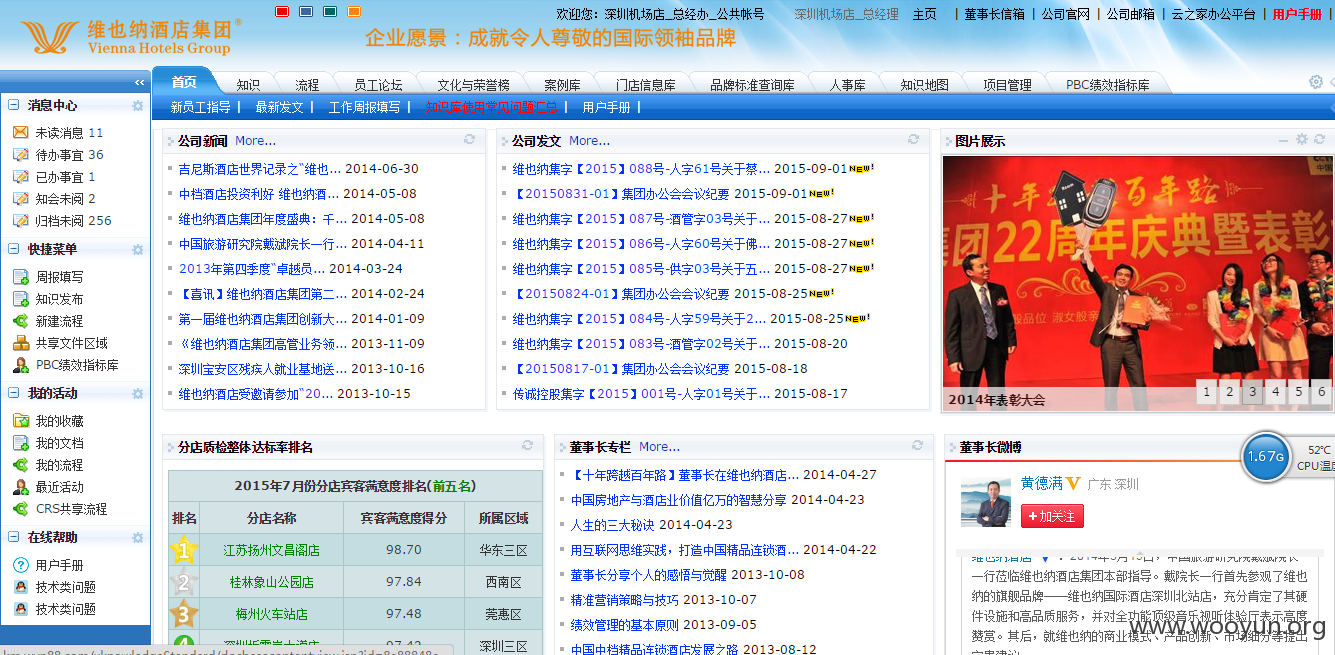 维也纳酒店集团®
Vienna Hotels Group
企业愿景：成就令人尊敬的国际领袖品牌
欢迎您：深圳机场店_总经办_公共帐号 深圳机场店_总经理 主页 | 董事长信箱 | 公司官网 | 公司邮箱 | 云之家办公平台 | 用户手册 |
首页 知识 流程 员工论坛 文化与荣誉榜 案例库 门店信息库 品牌标准查询库 人事库 知识地图 项目管理 PBC绩效指标库
新员工指导 | 最新发文 | 工作周报填写 | 知识库使用常见问题汇总 | 用户手册 |
«
消息中心
未读消息 11
待办事宜 36
已办事宜 1
知会未阅 2
归档未阅 256
快捷菜单
周报填写
知识发布
新建流程
共享文件区域
PBC绩效指标库
我的活动
我的收藏
我的文档
我的流程
最近活动
CRS共享流程
在线帮助
用户手册
技术类问题
技术类问题
公司新闻 More...
吉尼斯酒店世界记录之“维也... 2014-06-30
中档酒店投资利好 维也纳酒... 2014-05-08
维也纳酒店集团年度盛典：千... 2014-05-08
中国旅游研究院戴斌院长一行... 2014-04-11
2013年第四季度“卓越员... 2014-03-24
【喜讯】维也纳酒店集团第二... 2014-02-24
第一届维也纳酒店集团创新大... 2014-01-09
《维也纳酒店集团高管业务领... 2013-11-09
深圳宝安区残疾人就业基地送... 2013-10-16
维也纳酒店受邀请参加“20... 2013-10-15
公司发文 More...
维也纳集字【2015】088号-人字61号关于蔡... 2015-09-01 NEW!
【20150831-01】集团办公会会议纪要 2015-09-01 NEW!
维也纳集字【2015】087号-酒管字03号关于... 2015-08-27 NEW!
维也纳集字【2015】086号-人字60号关于佛... 2015-08-27 NEW!
维也纳集字【2015】085号-供字03号关于五... 2015-08-27 NEW!
【20150824-01】集团办公会会议纪要 2015-08-25 NEW!
维也纳集字【2015】084号-人字59号关于2... 2015-08-25 NEW!
维也纳集字【2015】083号-酒管字02号关于... 2015-08-20
【20150817-01】集团办公会会议纪要 2015-08-18
传诚控股集字【2015】001号-人字01号关于... 2015-08-17
图片展示
十年 百年路
集团22周年庆典暨表彰
般品位 淑女般亲
2014年表彰大会
1 2 3 4 5 6
分店质检整体达标率排名
2015年7月份分店宾客满意度排名(前五名)
排名 分店名称 宾客满意度得分 所属区域
1 江苏扬州文昌阁店 98.70 华东三区
2 桂林象山公园店 97.84 西南区
3 梅州火车站店 97.48 莞惠区
4 97.42 深圳三区
董事长专栏 More...
【十年跨越百年路】董事长在维也纳酒店... 2014-04-27
中国房地产与酒店业价值亿万的智慧分享 2014-04-23
人生的三大秘诀 2014-04-23
用互联网思维实践，打造中国精品连锁酒... 2014-04-22
董事长分享个人的感悟与觉醒 2013-10-08
精准营销策略与技巧 2013-10-07
绩效管理的基本原则 2013-09-05
中国中档精品连锁酒店发展之路 2013-08-12
董事长微博
黄德满 广东 深圳
+加关注
维也纳酒店 ：2014年3月15日，中国旅游研究院戴斌院长
一行莅临维也纳酒店集团本部指导。戴院长一行首先参观了维也
纳的旗舰品牌——维也纳国际酒店深圳北站店，充分肯定了其硬
件设施和高品质服务，并对全功能顶级音乐视听体验厅表示高度
赞赏。其后，就维也纳的商业模式、产品创新、市场细分等提出
1.67G
52℃
CPU温度
www.wooyun.org